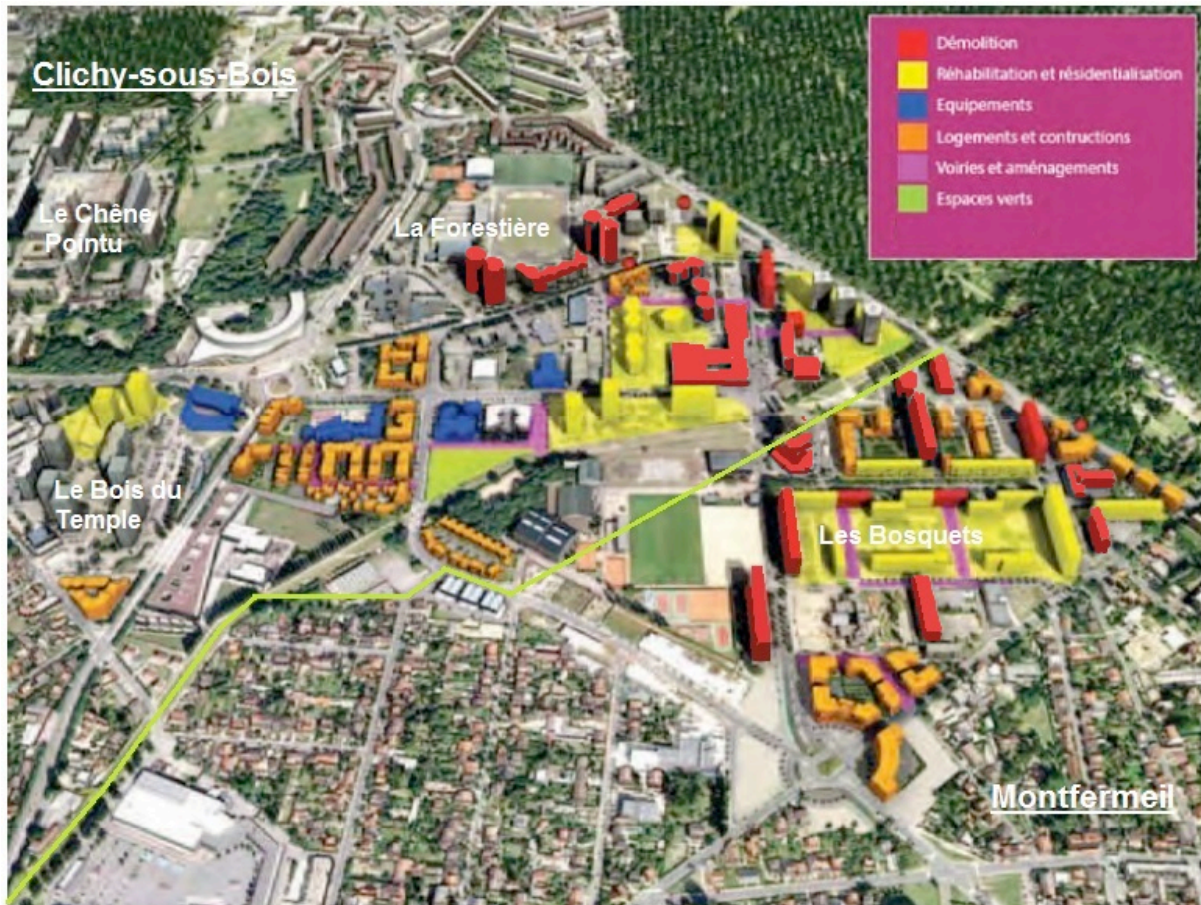 Clichy-sous-Bois
Démolition
Réhabilitation et résidentialisation
Equipements
Logements et contructions
Voiries et aménagements
Espaces verts
Le Chêne
Pointu
La Forestière
Le Bois du
Temple
Les Bosquets
Montfermeil